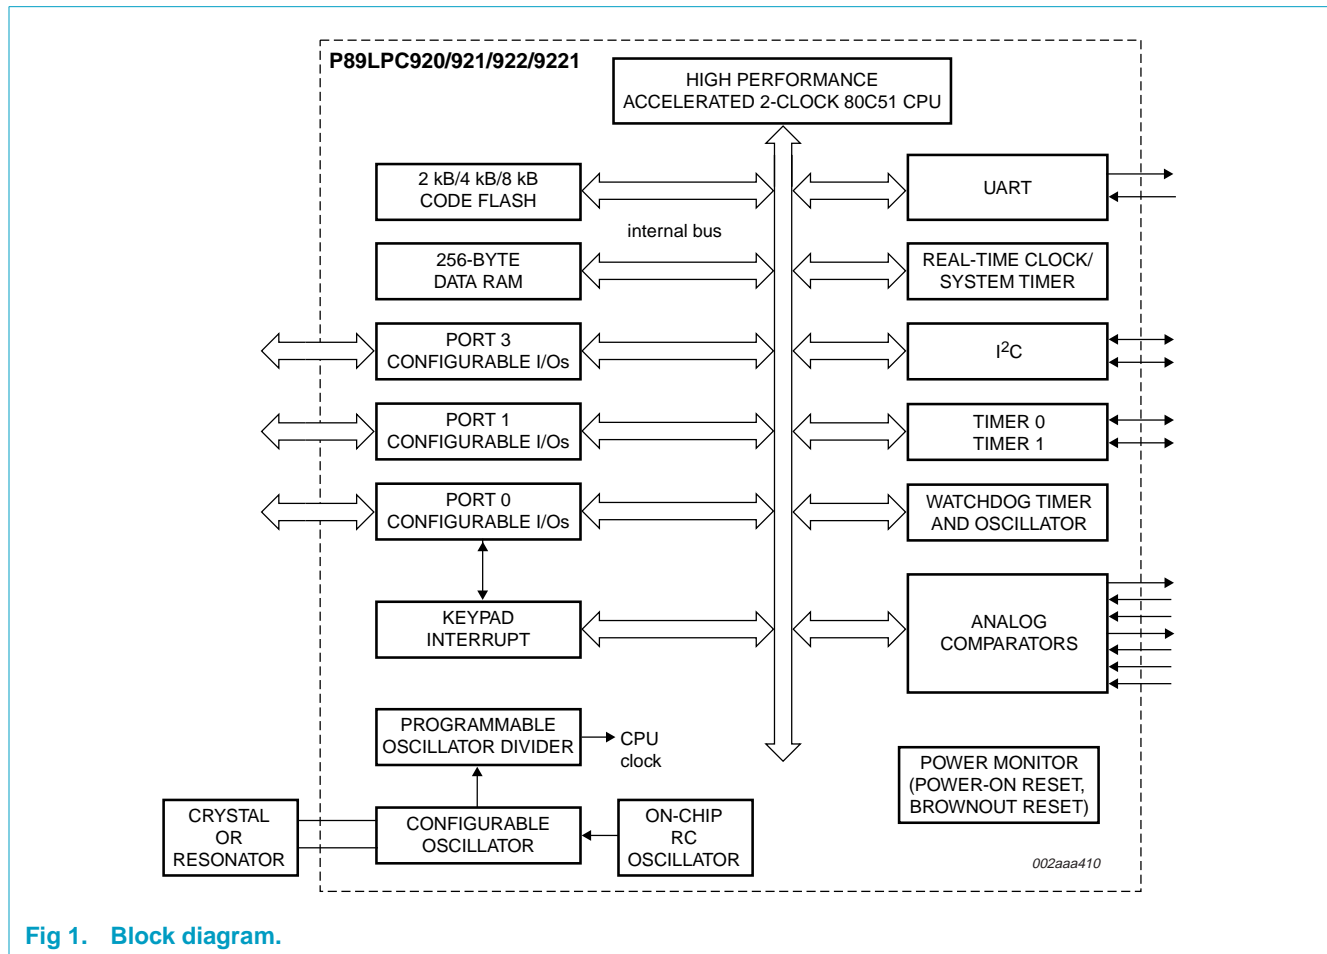 P89LPC920/921/922/9221
HIGH PERFORMANCE
ACCELERATED 2-CLOCK 80C51 CPU
2 kB/4 kB/8 kB
CODE FLASH
UART
internal bus
256-BYTE
DATA RAM
REAL-TIME CLOCK/
SYSTEM TIMER
PORT 3
CONFIGURABLE I/Os
I²C
PORT 1
CONFIGURABLE I/Os
TIMER 0
TIMER 1
PORT 0
CONFIGURABLE I/Os
WATCHDOG TIMER
AND OSCILLATOR
KEYPAD
INTERRUPT
ANALOG
COMPARATORS
PROGRAMMABLE
OSCILLATOR DIVIDER
CPU
clock
POWER MONITOR
(POWER-ON RESET,
BROWNOUT RESET)
CRYSTAL
OR
RESONATOR
CONFIGURABLE
OSCILLATOR
ON-CHIP
RC
OSCILLATOR
002aaa410
Fig 1. Block diagram.